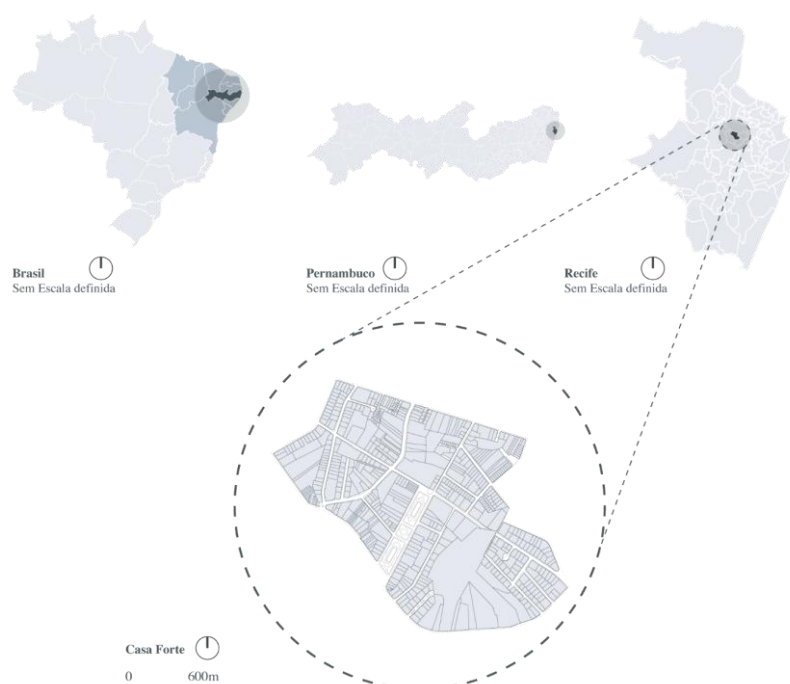 Brasil
Sem Escala definida
Pernambuco
Sem Escala definida
Recife
Sem Escala definida
Casa Forte
0 600m